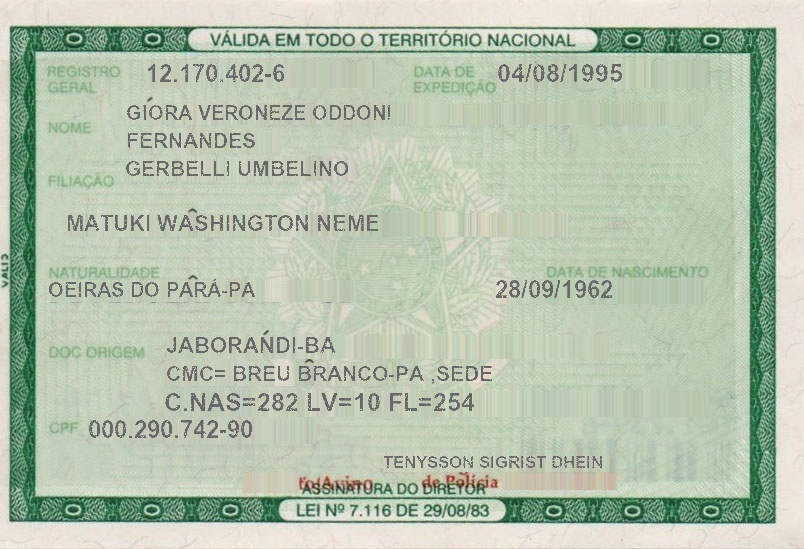 VÁLIDA EM TODO O TERRITÓRIO NACIONAL
REGISTRO GERAL 12.170.402-6 DATA DE EXPEDIÇÃO 04/08/1995
GÍORA VERONEZE ODDONI
NOME
FERNANDES
GERBELLI UMBELINO
FILIAÇÃO
MATUKI WASHINGTON NEME
NATURALIDADE DATA DE NASCIMENTO
OEIRAS DO PARÁ-PA 28/09/1962
DOC ORIGEM JABORANDI-BA
CMC= BREU BRANCO-PA ,SEDE
C.NAS=282 LV=10 FL=254
CPF 000.290.742-90
TENYSSON SIGRIST DHEIN
de Polícia
ASSINATURA DO DIRETOR
LEI Nº 7.116 DE 29/08/83